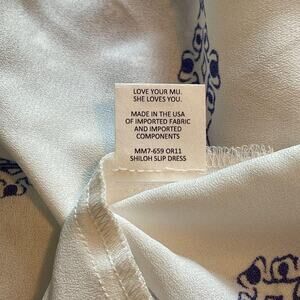 LOVE YOUR MU.
SHE LOVES YOU.
MADE IN THE USA
OF IMPORTED FABRIC
AND IMPORTED
COMPONENTS
MM7-659 OR11
SHILOH SLIP DRESS